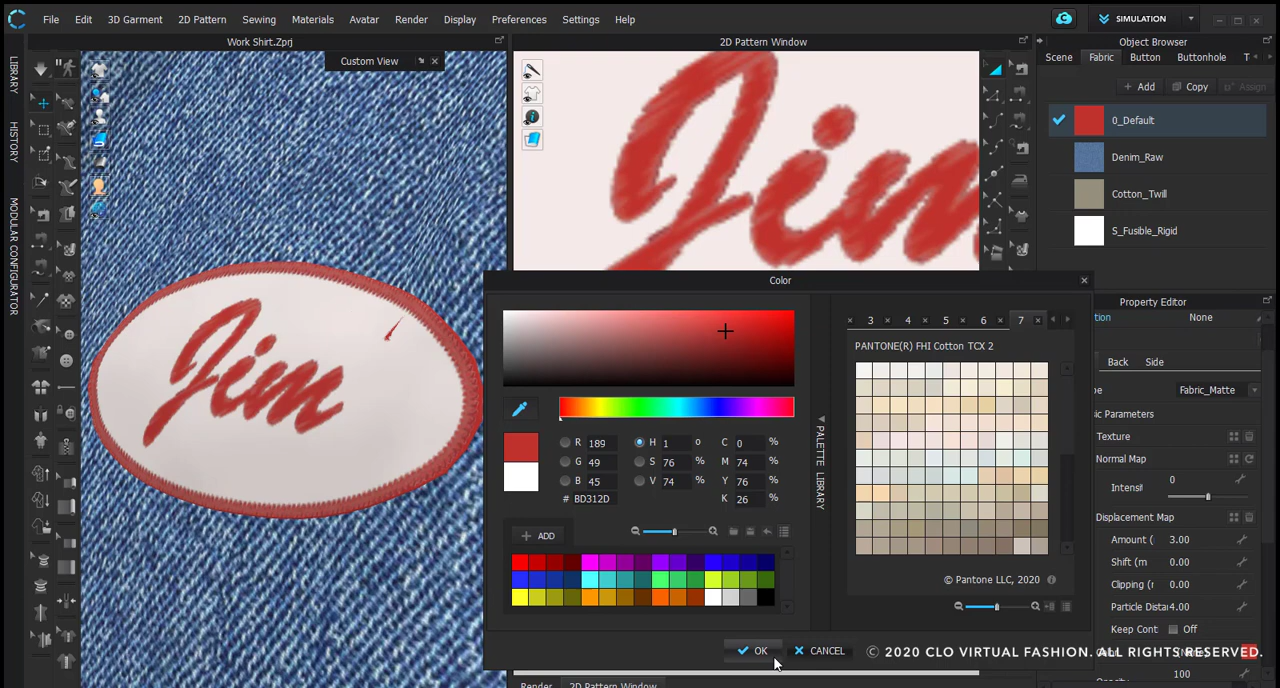 File Edit 3D Garment 2D Pattern Sewing Materials Avatar Render Display Preferences Settings Help
SIMULATION
Work Shirt.Zprj
2D Pattern Window
Object Browser
Custom View
LIBRARY
HISTORY
MODULAR CONFIGURATOR
Scene Fabric Button Buttonhole T
+ Add Copy Assign
0_Default
Denim_Raw
Cotton_Twill
S_Fusible_Rigid
Jim
Jim
Color
3 4 5 6 7
PANTONE(R) FHI Cotton TCX 2
PALETTE LIBRARY
R 189 H 1 o C 0 %
G 49 S 76 % M 74 %
B 45 V 74 % Y 76 %
# BD312D K 26 %
+ ADD
© Pantone LLC, 2020
OK CANCEL
Property Editor
tion None
Back Side
Fabric_Matte
ic Parameters
Texture
Normal Map
Intensi 0
Displacement Map
Amount ( 3.00
Shift (m 0.00
Clipping (r 0.00
Particle Dista 4.00
Keep Cont Off
© 2020 CLO VIRTUAL FASHION. ALL RIGHTS RESERVED.
100
Render 2D Pattern Window